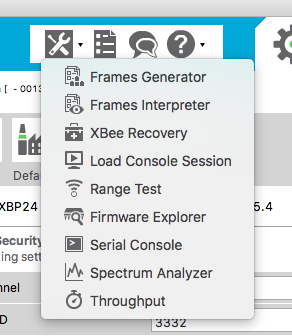 [ - 0013
Frames Generator
Frames Interpreter
XBee Recovery
Load Console Session
Defa
Range Test
XBP24
5.4
Firmware Explorer
Security
Serial Console
king sett
Spectrum Analyzer
nnel
Throughput
D
3332